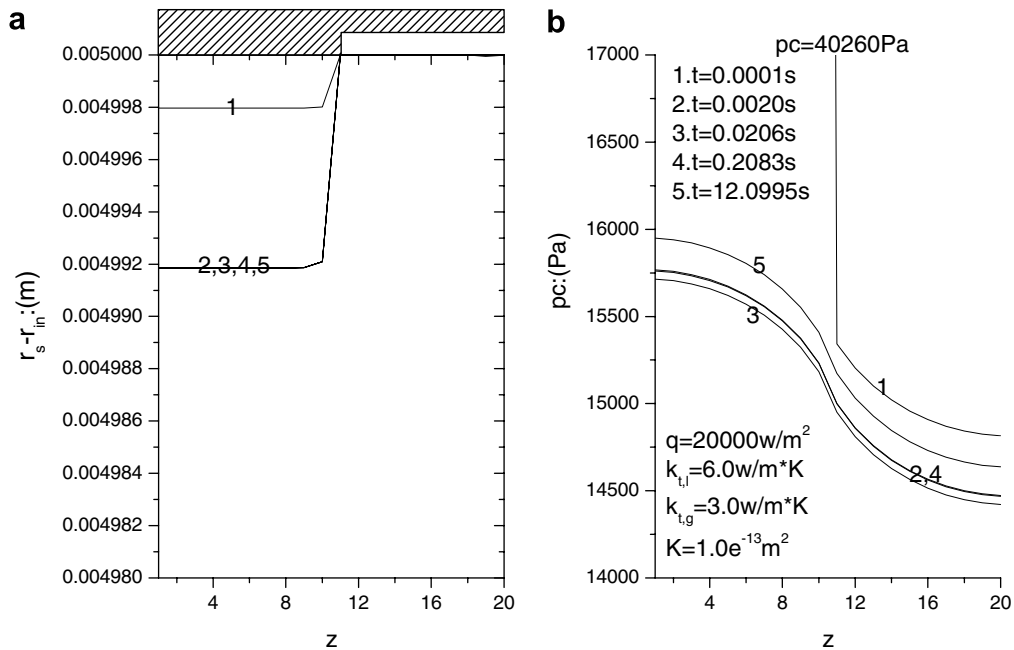 a
0.005000
0.004998
0.004996
0.004994
0.004992
0.004990
0.004988
0.004986
0.004984
0.004982
0.004980
r_s-r_in:(m)
1
2,3,4,5
4 8 12 16 20
z
b
pc=40260Pa
17000
16500
16000
15500
15000
14500
14000
pc:(Pa)
1.t=0.0001s
2.t=0.0020s
3.t=0.0206s
4.t=0.2083s
5.t=12.0995s
5
3
1
2,4
q=20000w/m²
k_t,l=6.0w/m*K
k_t,g=3.0w/m*K
K=1.0e⁻¹³m²
4 8 12 16 20
z